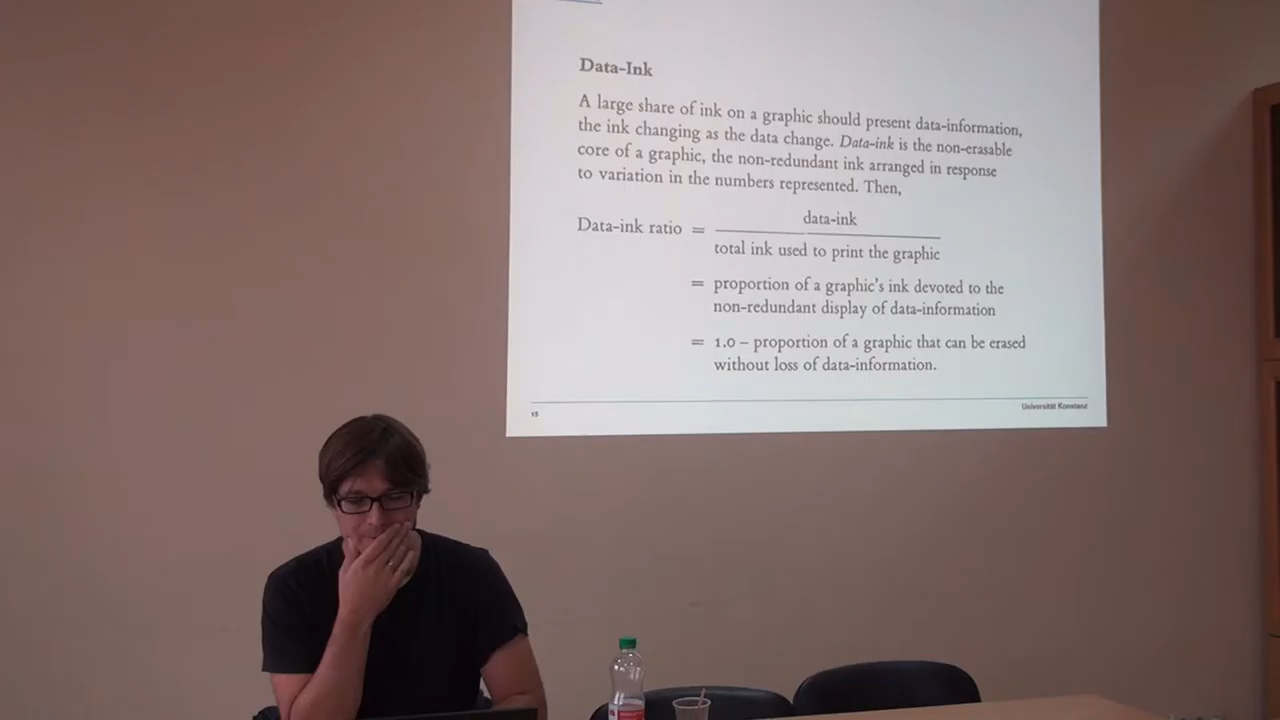 Data-Ink
A large share of ink on a graphic should present data-information,
the ink changing as the data change. Data-ink is the non-erasable
core of a graphic, the non-redundant ink arranged in response
to variation in the numbers represented. Then,
Data-ink ratio = data-ink
total ink used to print the graphic
= proportion of a graphic's ink devoted to the
non-redundant display of data-information
= 1.0 – proportion of a graphic that can be erased
without loss of data-information.
15
Universität Konstanz